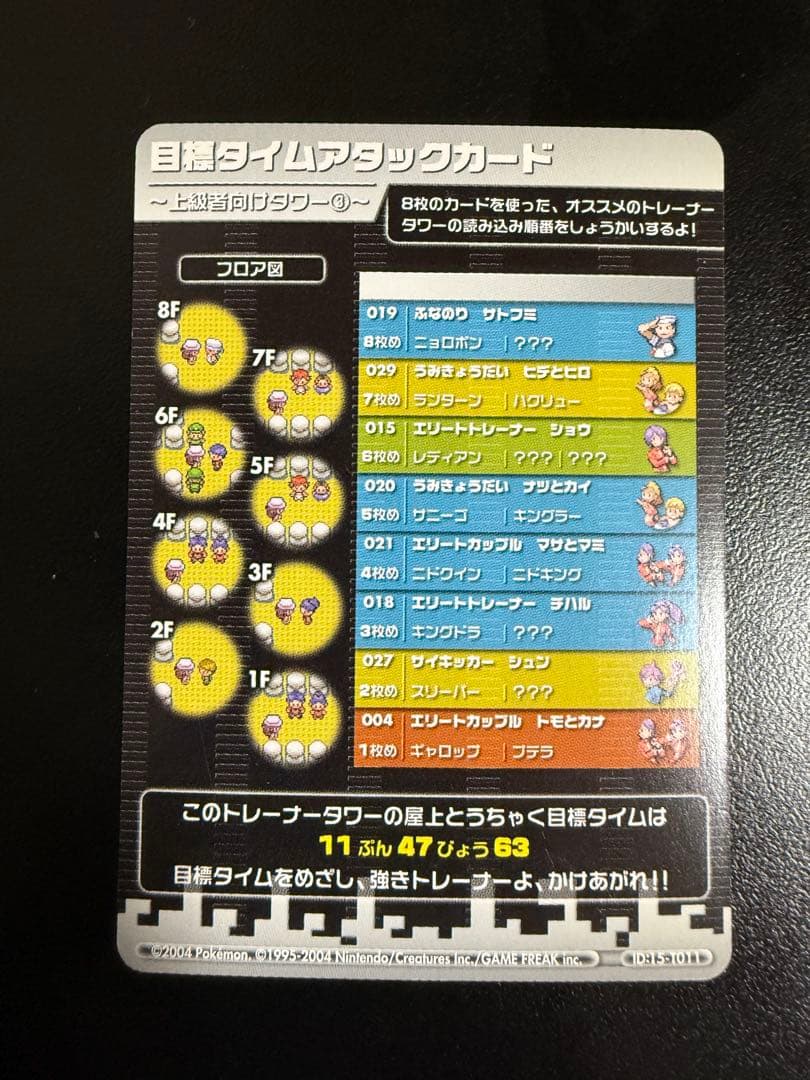 目標タイムアタックカード
〜上級者向けタワー③〜
8枚のカードを使った、オススメのトレーナー
タワーの読み込み順番をしょうかいするよ!
フロア図
8F
7F
6F
5F
4F
3F
2F
1F
019 ふなのり サトフミ
8枚め ニョロボン ???
029 うみきょうだい ヒデとヒロ
7枚め ランターン ハクリュー
015 エリートトレーナー ショウ
6枚め レディアン ??? ???
020 うみきょうだい ナツとカイ
5枚め サニーゴ キングラー
021 エリートカップル マサとマミ
4枚め ニドクイン ニドキング
018 エリートトレーナー チハル
3枚め キングドラ ???
027 サイキッカー シュン
2枚め スリーパー ???
004 エリートカップル トモとカナ
1枚め ギャロップ プテラ
このトレーナータワーの屋上とうちゃく目標タイムは
11ぷん47びょう63
目標タイムをめざし、強きトレーナーよ、かけあがれ!!
©2004 Pokémon. ©1995-2004 Nintendo/Creatures Inc./GAME FREAK inc.
ID:15-T011